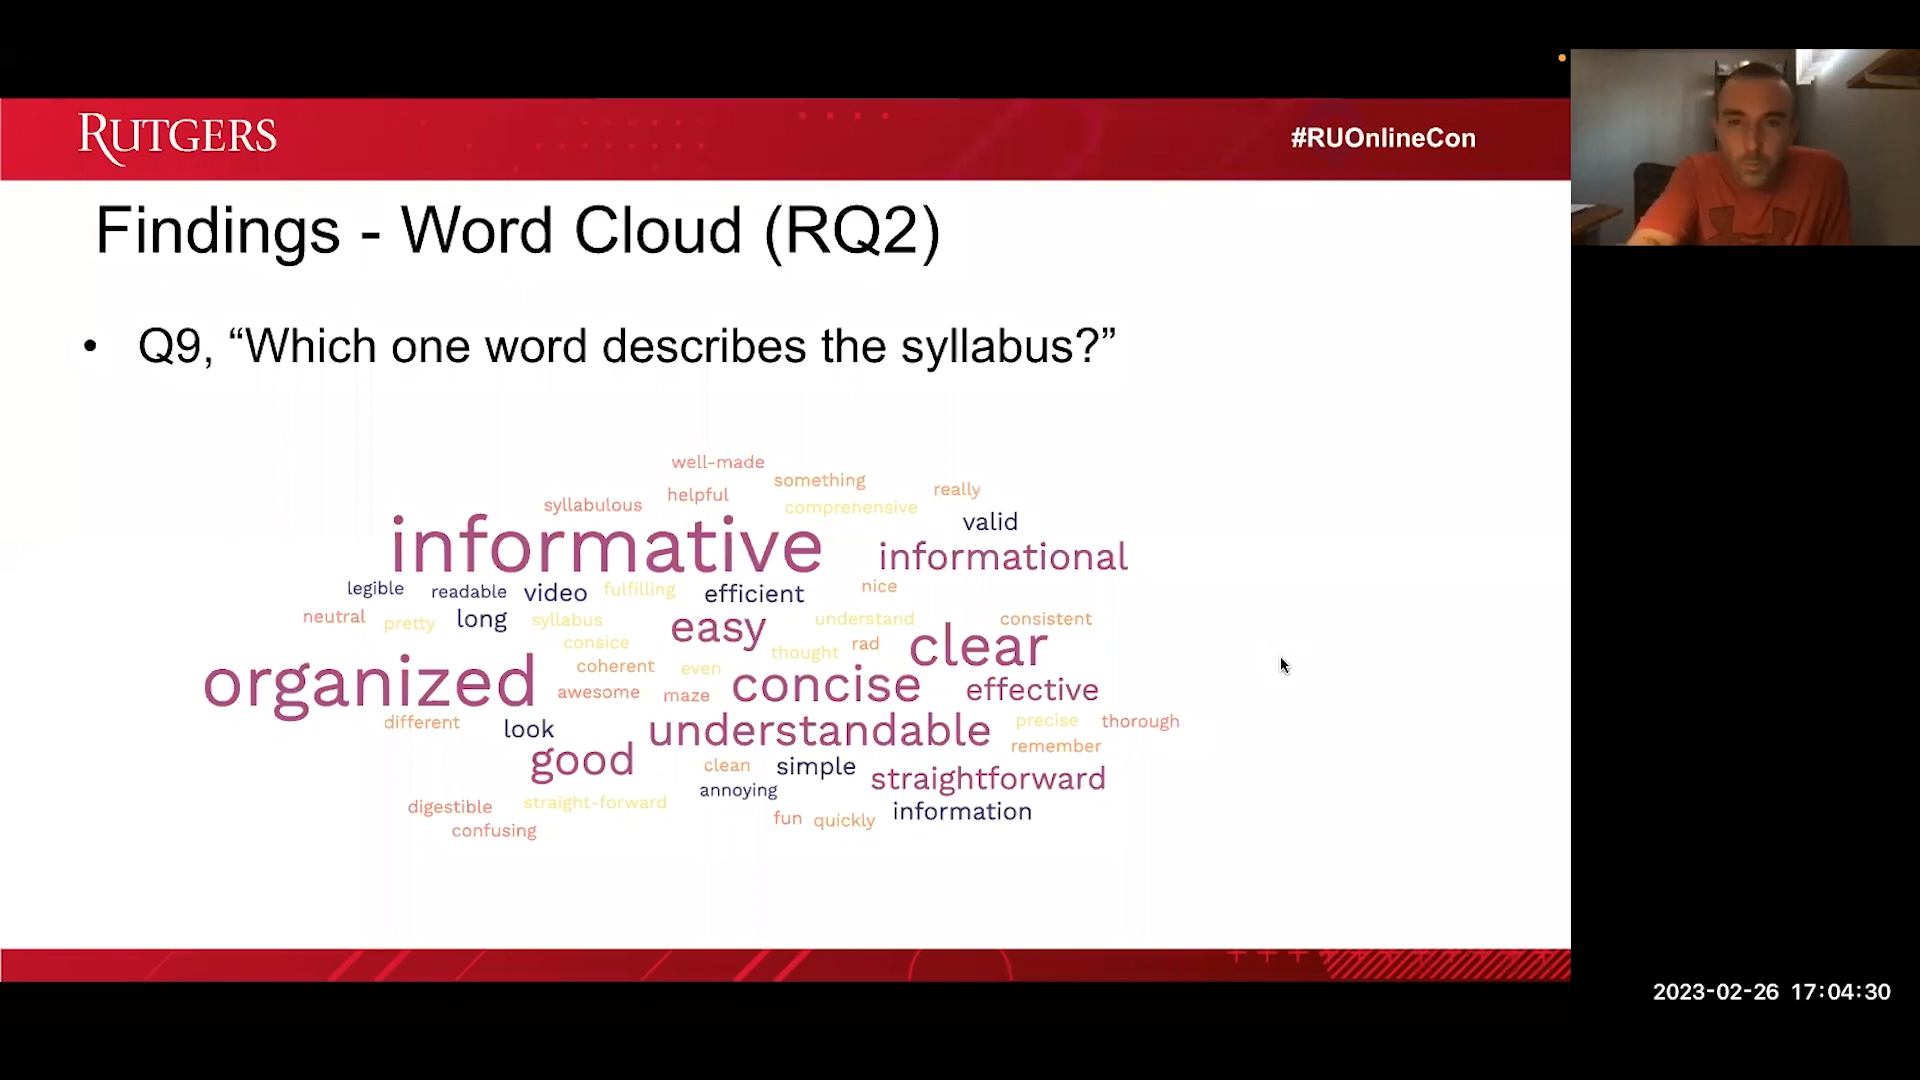 RUTGERS
#RUOnlineCon
Findings - Word Cloud (RQ2)
• Q9, “Which one word describes the syllabus?”
well-made
something
helpful
really
syllabulous
comprehensive
valid
informative
informational
legible
readable
video
fulfilling
efficient
nice
neutral
pretty
long
syllabus
easy
understand
consistent
consice
thought
rad
clear
coherent
even
organized
awesome
maze
concise
effective
different
look
understandable
precise
thorough
remember
good
clean
simple
straightforward
annoying
digestible
straight-forward
information
confusing
fun
quickly
2023-02-26 17:04:30